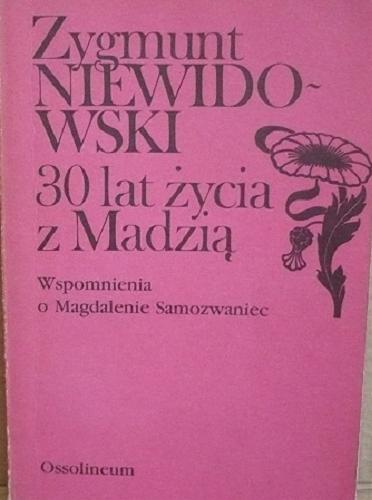 Zygmunt
NIEWIDO-
WSKI
30 lat życia
z Madzią
Wspomnienia
o Magdalenie Samozwaniec
Ossolineum